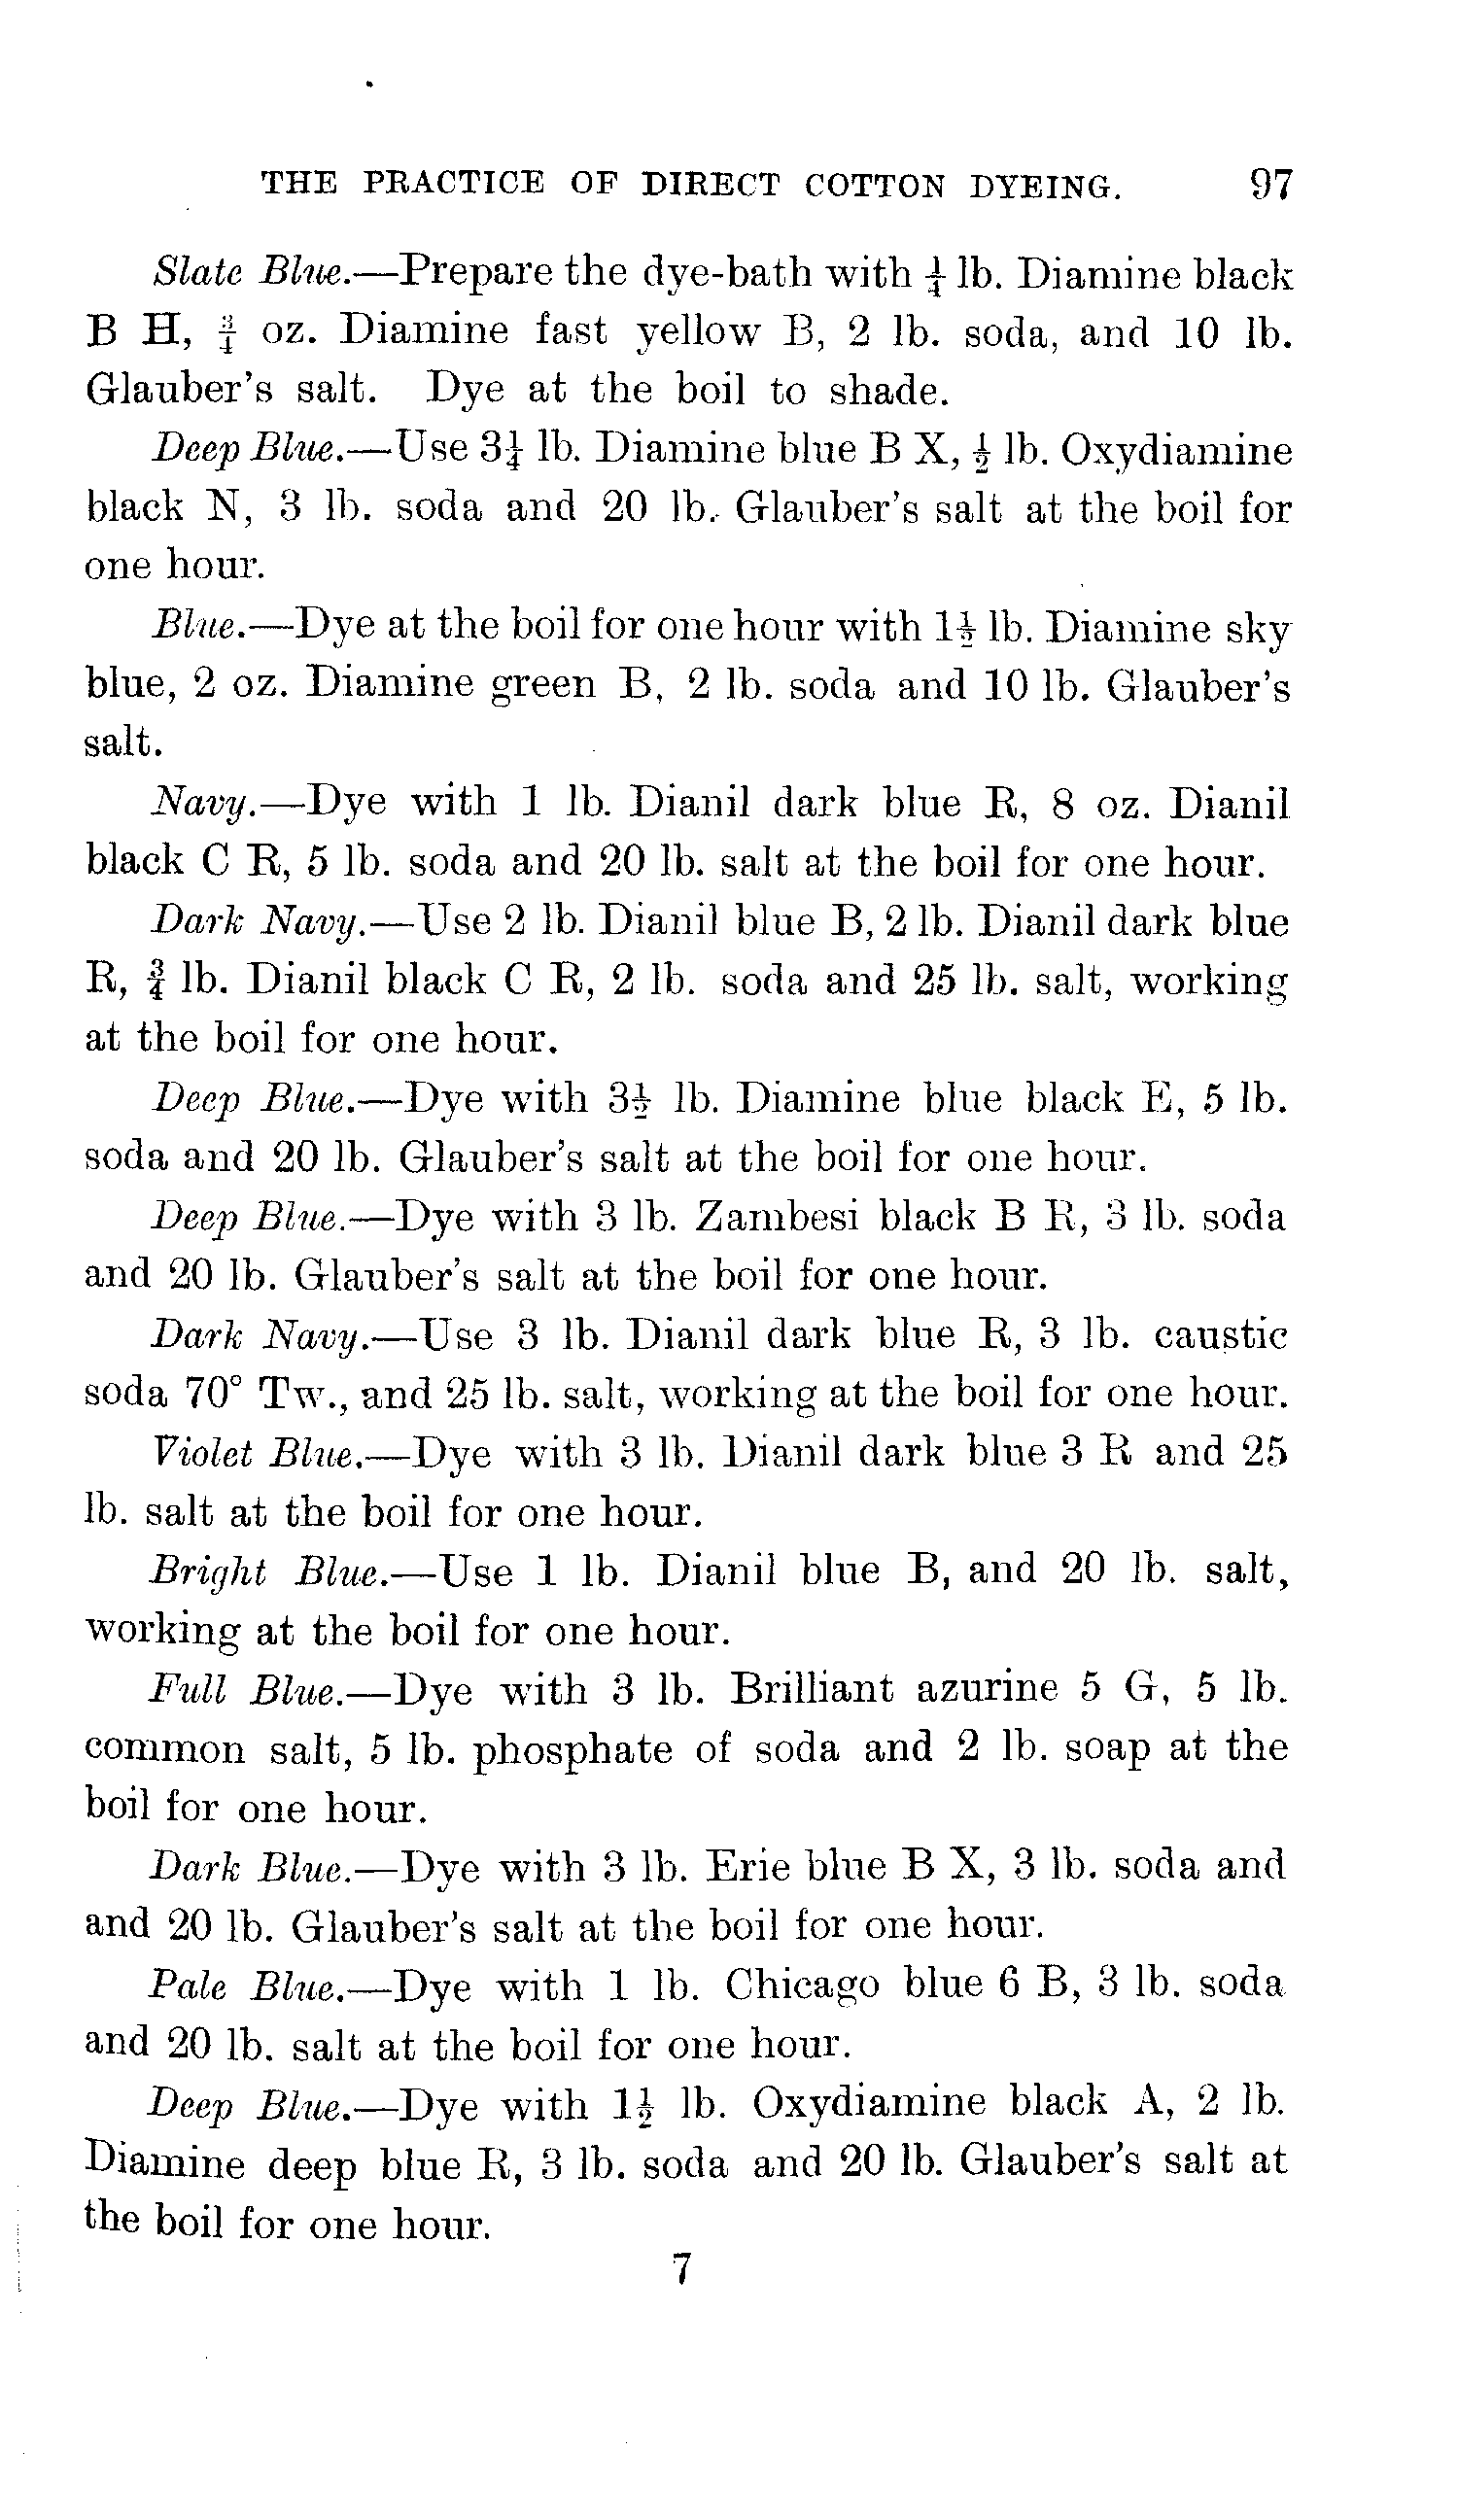 THE PRACTICE OF DIRECT COTTON DYEING. 97
Slate Blue.—Prepare the dye-bath with ¼ lb. Diamine black
B H, ¾ oz. Diamine fast yellow B, 2 lb. soda, and 10 lb.
Glauber's salt. Dye at the boil to shade.
Deep Blue.—Use 3¼ lb. Diamine blue B X, ½ lb. Oxydiamine
black N, 3 lb. soda and 20 lb. Glauber's salt at the boil for
one hour.
Blue.—Dye at the boil for one hour with 1½ lb. Diamine sky
blue, 2 oz. Diamine green B, 2 lb. soda and 10 lb. Glauber's
salt.
Navy.—Dye with 1 lb. Dianil dark blue R, 8 oz. Dianil
black C R, 5 lb. soda and 20 lb. salt at the boil for one hour.
Dark Navy.—Use 2 lb. Dianil blue B, 2 lb. Dianil dark blue
R, ¾ lb. Dianil black C R, 2 lb. soda and 25 lb. salt, working
at the boil for one hour.
Deep Blue.—Dye with 3½ lb. Diamine blue black E, 5 lb.
soda and 20 lb. Glauber's salt at the boil for one hour.
Deep Blue.—Dye with 3 lb. Zambesi black B R, 3 lb. soda
and 20 lb. Glauber's salt at the boil for one hour.
Dark Navy.—Use 3 lb. Dianil dark blue R, 3 lb. caustic
soda 70° Tw., and 25 lb. salt, working at the boil for one hour.
Violet Blue.—Dye with 3 lb. Dianil dark blue 3 R and 25
lb. salt at the boil for one hour.
Bright Blue.—Use 1 lb. Dianil blue B, and 20 lb. salt,
working at the boil for one hour.
Full Blue.—Dye with 3 lb. Brilliant azurine 5 G, 5 lb.
common salt, 5 lb. phosphate of soda and 2 lb. soap at the
boil for one hour.
Dark Blue.—Dye with 3 lb. Erie blue B X, 3 lb. soda and
and 20 lb. Glauber's salt at the boil for one hour.
Pale Blue.—Dye with 1 lb. Chicago blue 6 B, 3 lb. soda
and 20 lb. salt at the boil for one hour.
Deep Blue.—Dye with 1½ lb. Oxydiamine black A, 2 lb.
Diamine deep blue R, 3 lb. soda and 20 lb. Glauber's salt at
the boil for one hour.
7